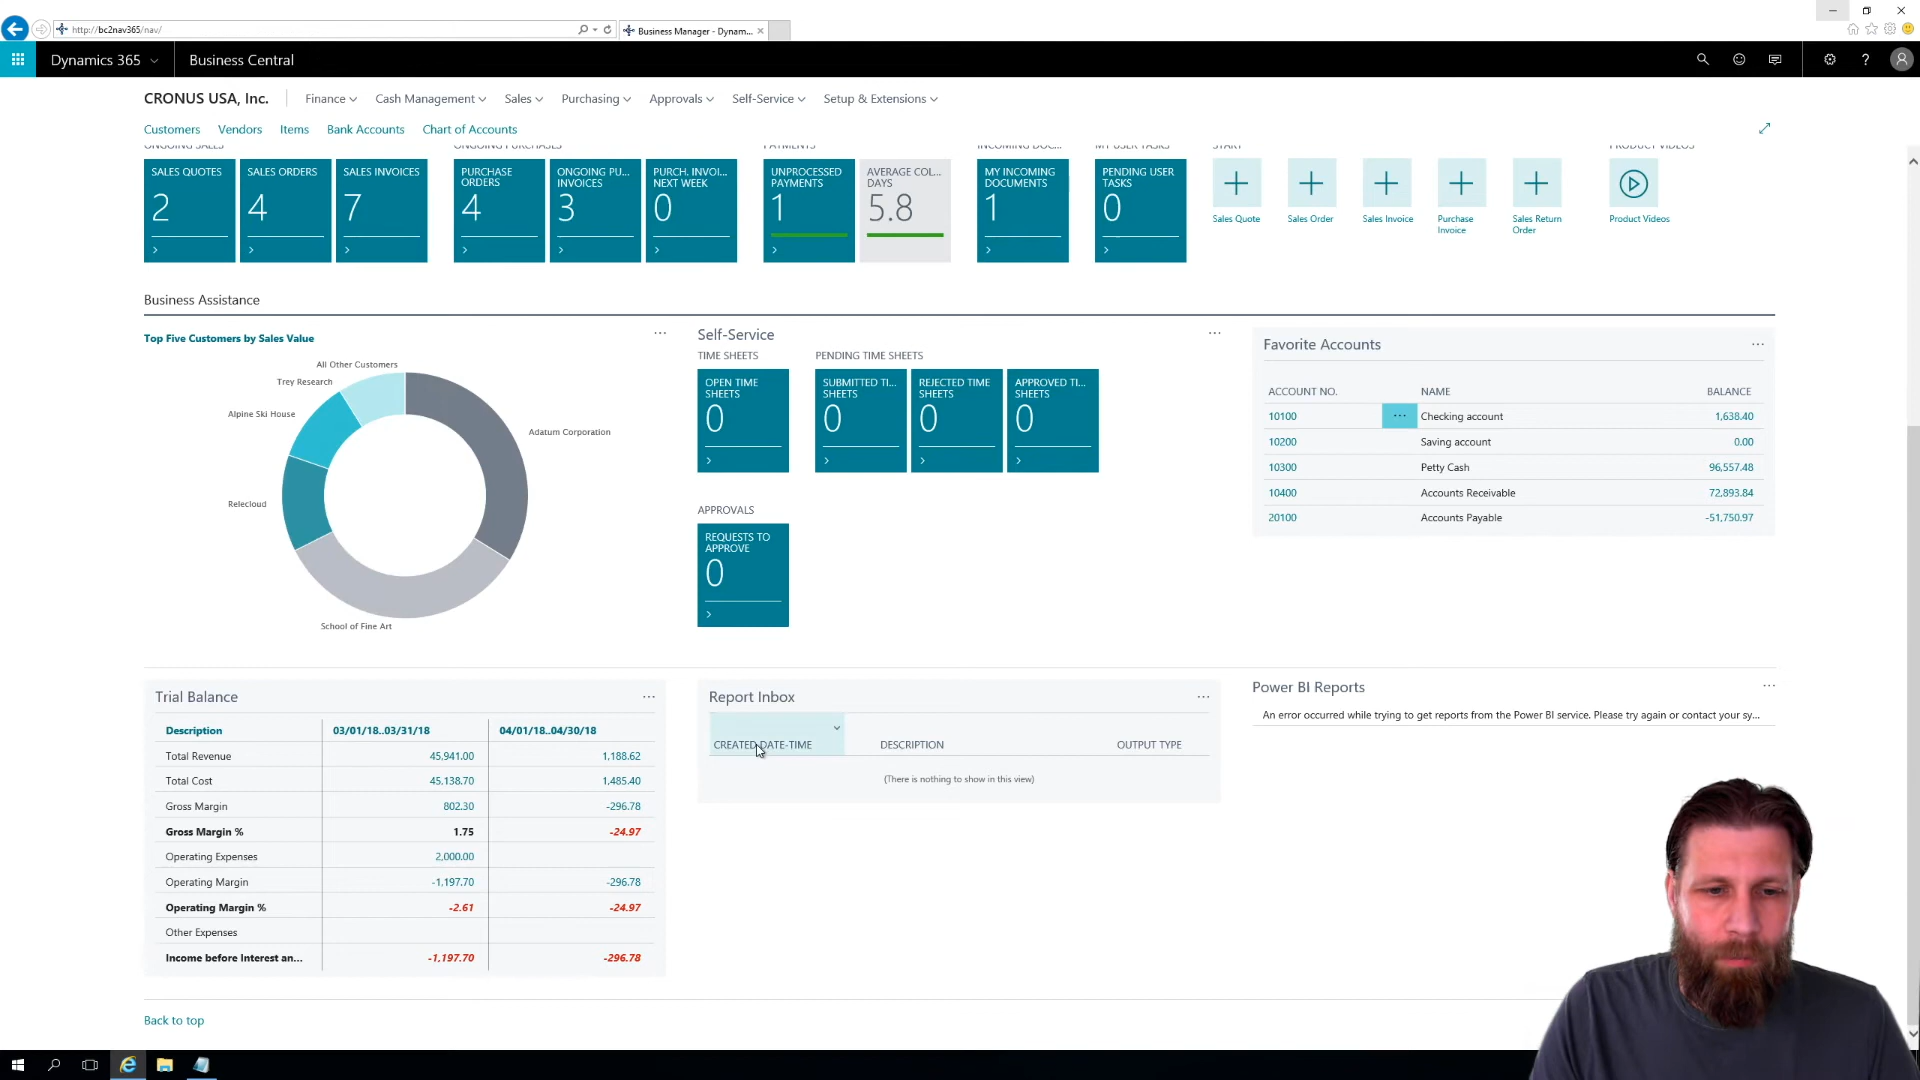 http://bc2nav365/nav/
Business Manager - Dynam...
Dynamics 365
Business Central
CRONUS USA, Inc.
Finance
Cash Management
Sales
Purchasing
Approvals
Self-Service
Setup & Extensions
Customers
Vendors
Items
Bank Accounts
Chart of Accounts
ONGOING SALES
ONGOING PURCHASES
PAYMENTS
INCOMING DOC...
MY USER TASKS
START
PRODUCT VIDEOS
SALES QUOTES
2
SALES ORDERS
4
SALES INVOICES
7
PURCHASE
ORDERS
4
ONGOING PU...
INVOICES
3
PURCH. INVOI...
NEXT WEEK
0
UNPROCESSED
PAYMENTS
1
AVERAGE COL...
DAYS
5.8
MY INCOMING
DOCUMENTS
1
PENDING USER
TASKS
0
Sales Quote
Sales Order
Sales Invoice
Purchase
Invoice
Sales Return
Order
Product Videos
Business Assistance
Top Five Customers by Sales Value
All Other Customers
Trey Research
Alpine Ski House
Adatum Corporation
Relecloud
School of Fine Art
Self-Service
TIME SHEETS
PENDING TIME SHEETS
OPEN TIME
SHEETS
0
SUBMITTED TI...
SHEETS
0
REJECTED TIME
SHEETS
0
APPROVED TI...
SHEETS
0
APPROVALS
REQUESTS TO
APPROVE
0
Favorite Accounts
ACCOUNT NO. NAME BALANCE
10100 Checking account 1,638.40
10200 Saving account 0.00
10300 Petty Cash 96,557.48
10400 Accounts Receivable 72,893.84
20100 Accounts Payable -51,750.97
Trial Balance
Description 03/01/18..03/31/18 04/01/18..04/30/18
Total Revenue 45,941.00 1,188.62
Total Cost 45,138.70 1,485.40
Gross Margin 802.30 -296.78
Gross Margin % 1.75 -24.97
Operating Expenses 2,000.00
Operating Margin -1,197.70 -296.78
Operating Margin % -2.61 -24.97
Other Expenses
Income before Interest an... -1,197.70 -296.78
Report Inbox
CREATED DATE-TIME DESCRIPTION OUTPUT TYPE
(There is nothing to show in this view)
Power BI Reports
An error occurred while trying to get reports from the Power BI service. Please try again or contact your sy...
Back to top